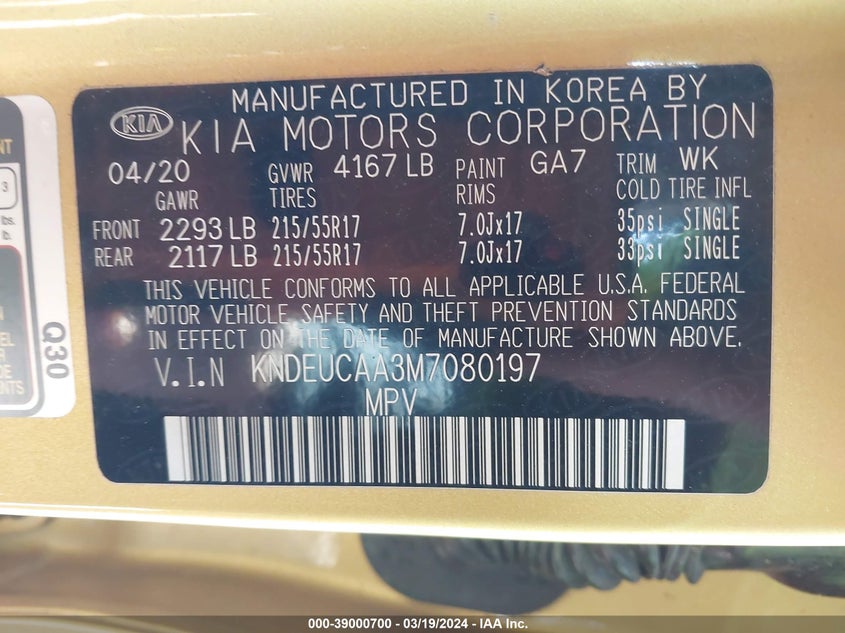 MANUFACTURED IN KOREA BY
KIA KIA MOTORS CORPORATION
04/20 GVWR 4167 LB PAINT GA7 TRIM WK
GAWR TIRES RIMS COLD TIRE INFL
FRONT 2293 LB 215/55R17 7.0Jx17 35psi SINGLE
REAR 2117 LB 215/55R17 7.0Jx17 33psi SINGLE
THIS VEHICLE CONFORMS TO ALL APPLICABLE U.S.A. FEDERAL
MOTOR VEHICLE SAFETY AND THEFT PREVENTION STANDARDS
IN EFFECT ON THE DATE OF MANUFACTURE SHOWN ABOVE.
V.I.N KNDEUCAA3M7080197
MPV
Q30
3
lbs.
lb.
000-39000700 - 03/19/2024 - IAA Inc.